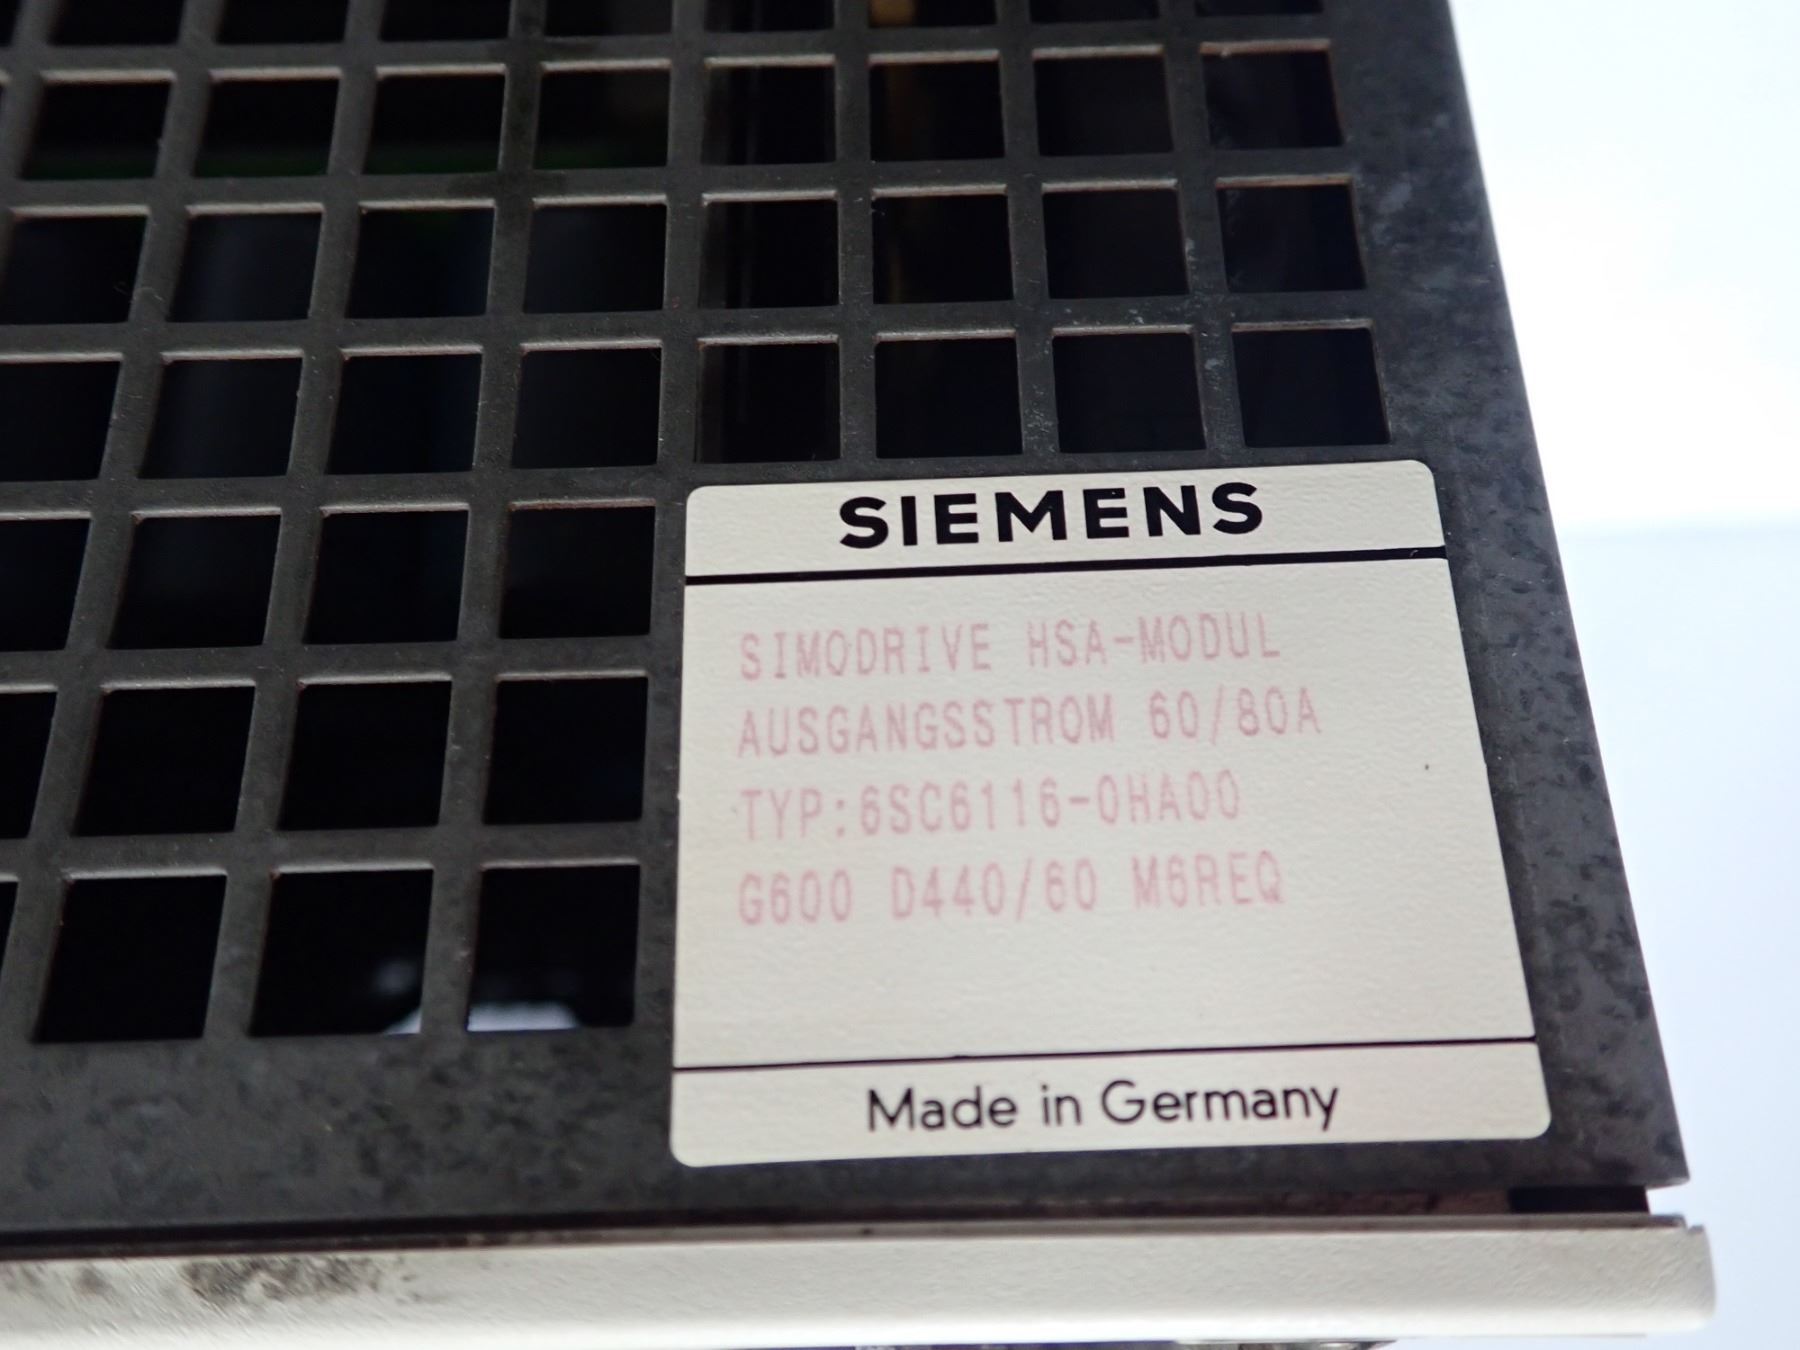 SIEMENS
SIMODRIVE HSA-MODUL
AUSGANGSSTROM 60/80A
TYP:6SC6116-0HA00
G600 D440/60 M6REQ
Made in Germany